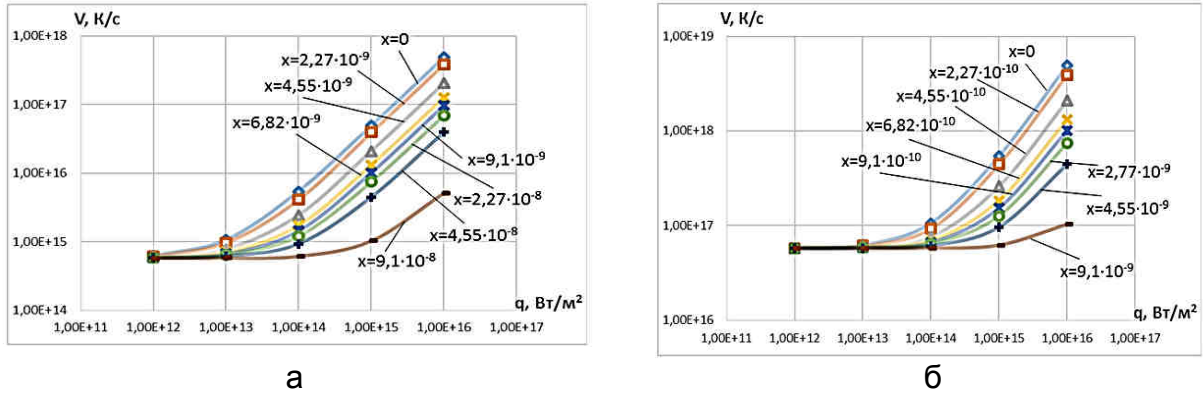 V, К/с
1,00E+18
1,00E+17
1,00E+16
1,00E+15
1,00E+14
x=0
x=2,27·10⁻⁹
x=4,55·10⁻⁹
x=6,82·10⁻⁹
x=9,1·10⁻⁹
x=2,27·10⁻⁸
x=4,55·10⁻⁸
x=9,1·10⁻⁸
q, Вт/м²
1,00E+11 1,00E+12 1,00E+13 1,00E+14 1,00E+15 1,00E+16 1,00E+17
а
V, К/с
1,00E+19
1,00E+18
1,00E+17
1,00E+16
x=0
x=2,27·10⁻¹⁰
x=4,55·10⁻¹⁰
x=6,82·10⁻¹⁰
x=9,1·10⁻¹⁰
x=2,77·10⁻⁹
x=4,55·10⁻⁹
x=9,1·10⁻⁹
q, Вт/м²
1,00E+11 1,00E+12 1,00E+13 1,00E+14 1,00E+15 1,00E+16 1,00E+17
б